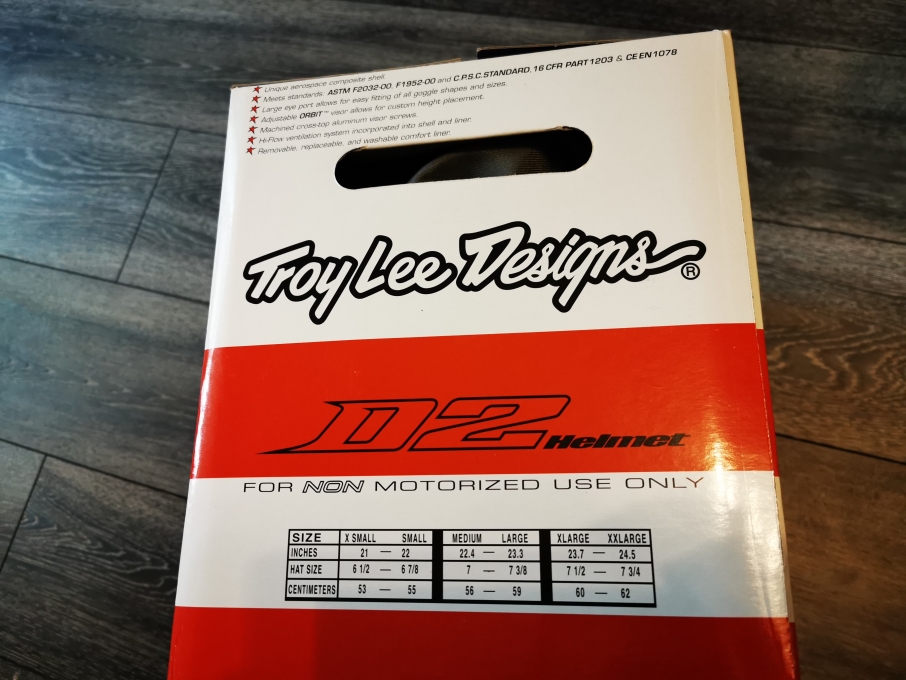 ★ Unique aerospace composite shell.
★ Meets standards: ASTM F2032-00, F1952-00 and C.P.S.C. STANDARD. 16 CFR PART 1203 & CE EN 1078
★ Large eye port allows for easy fitting of all goggle shapes and sizes.
★ Adjustable ORBIT™ visor allows for custom height placement.
★ Machined cross-top aluminum visor screws.
★ Hi-Flow ventilation system incorporated into shell and liner.
★ Removable, replaceable, and washable comfort liner.
Troy Lee Designs ®
D2 Helmet
FOR NON MOTORIZED USE ONLY
SIZE X SMALL SMALL MEDIUM LARGE XLARGE XXLARGE
INCHES 21 — 22 22.4 — 23.3 23.7 — 24.5
HAT SIZE 6 1/2 — 6 7/8 7 — 7 3/8 7 1/2 — 7 3/4
CENTIMETERS 53 — 55 56 — 59 60 — 62